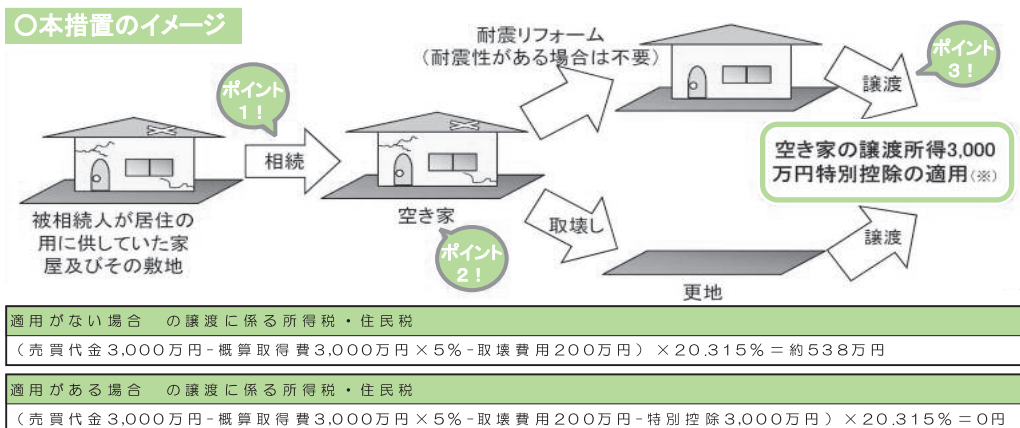 〇本措置のイメージ
耐震リフォーム
(耐震性がある場合は不要)
ポイント
1!
ポイント
3!
相続
譲渡
空き家の譲渡所得3,000
万円特別控除の適用(※)
被相続人が居住の
用に供していた家
屋及びその敷地
空き家
ポイント
2!
取壊し
譲渡
更地
適用がない場合 の譲渡に係る所得税・住民税
(売買代金3,000万円-概算取得費3,000万円×5%-取壊費用200万円)×20.315%=約538万円
適用がある場合 の譲渡に係る所得税・住民税
(売買代金3,000万円-概算取得費3,000万円×5%-取壊費用200万円-特別控除3,000万円)×20.315%=0円